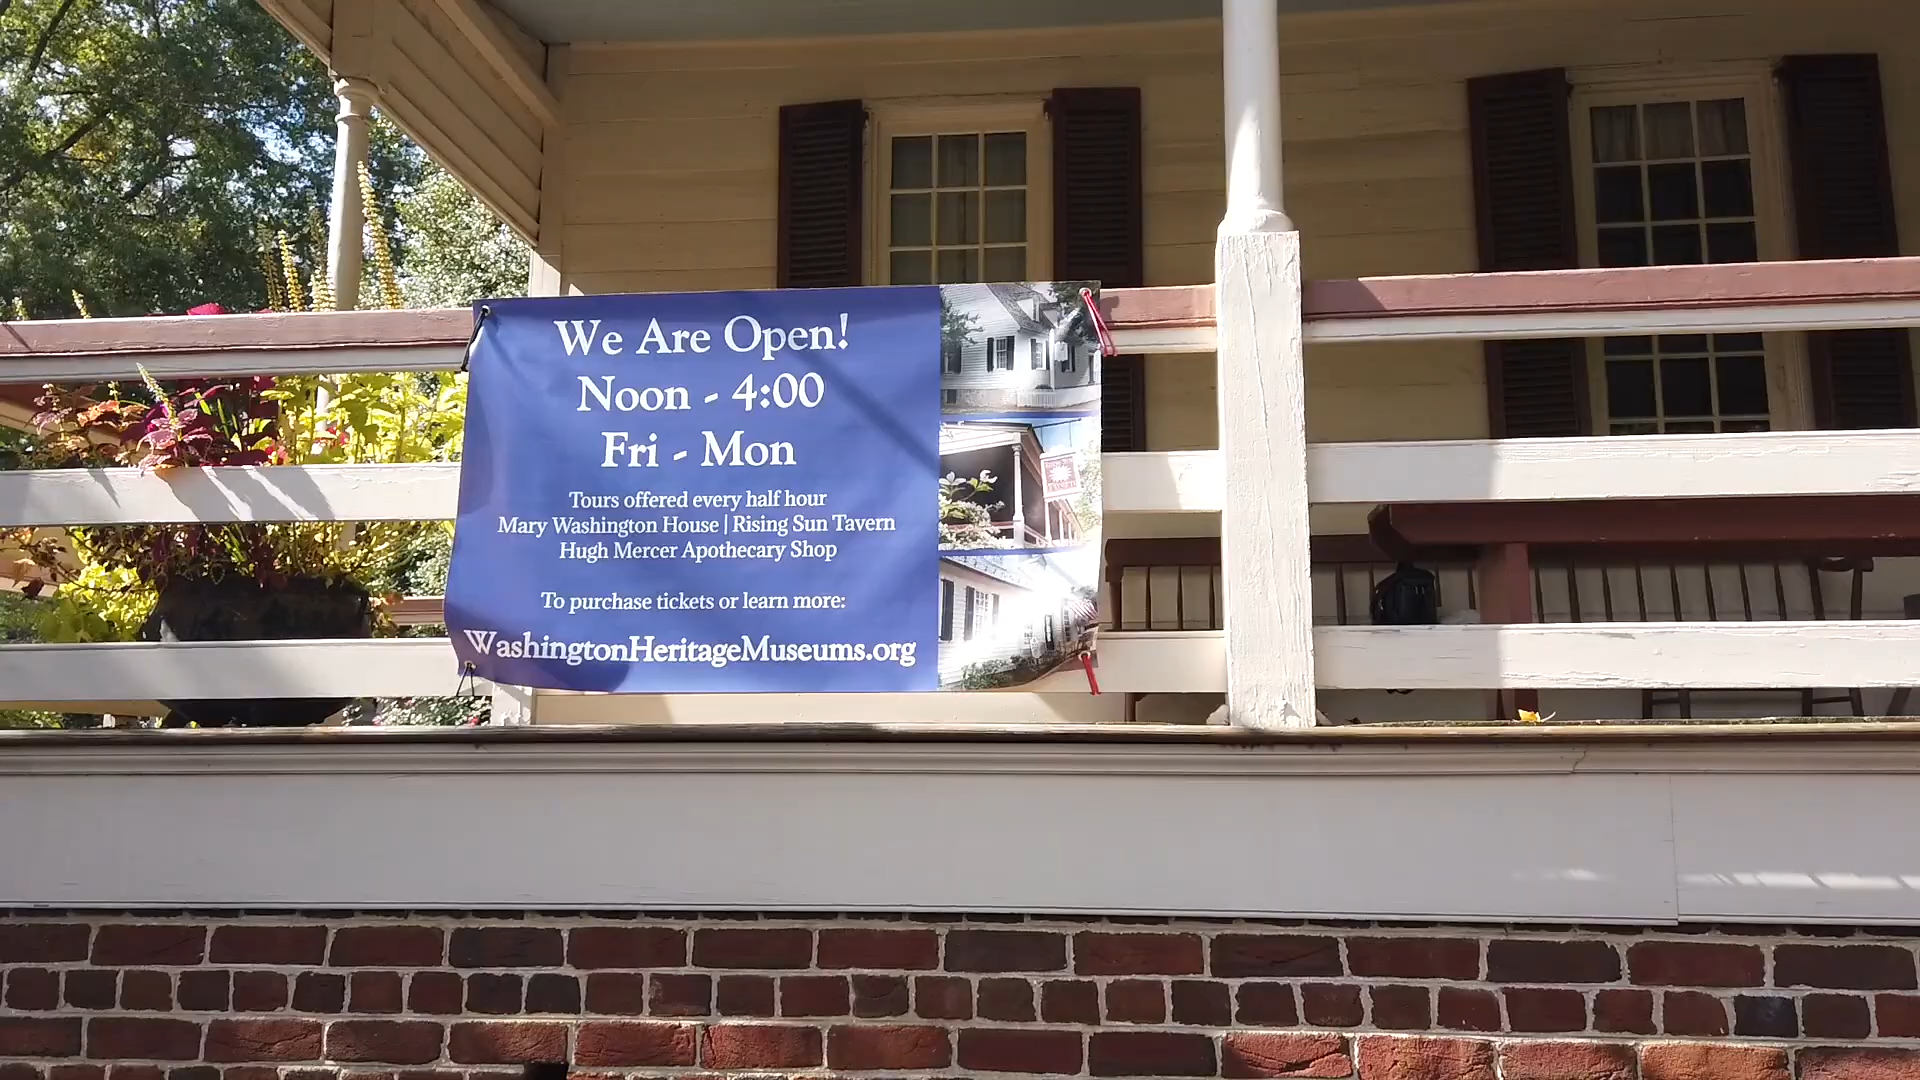 We Are Open!
Noon - 4:00
Fri - Mon
Tours offered every half hour
Mary Washington House | Rising Sun Tavern
Hugh Mercer Apothecary Shop
To purchase tickets or learn more:
WashingtonHeritageMuseums.org